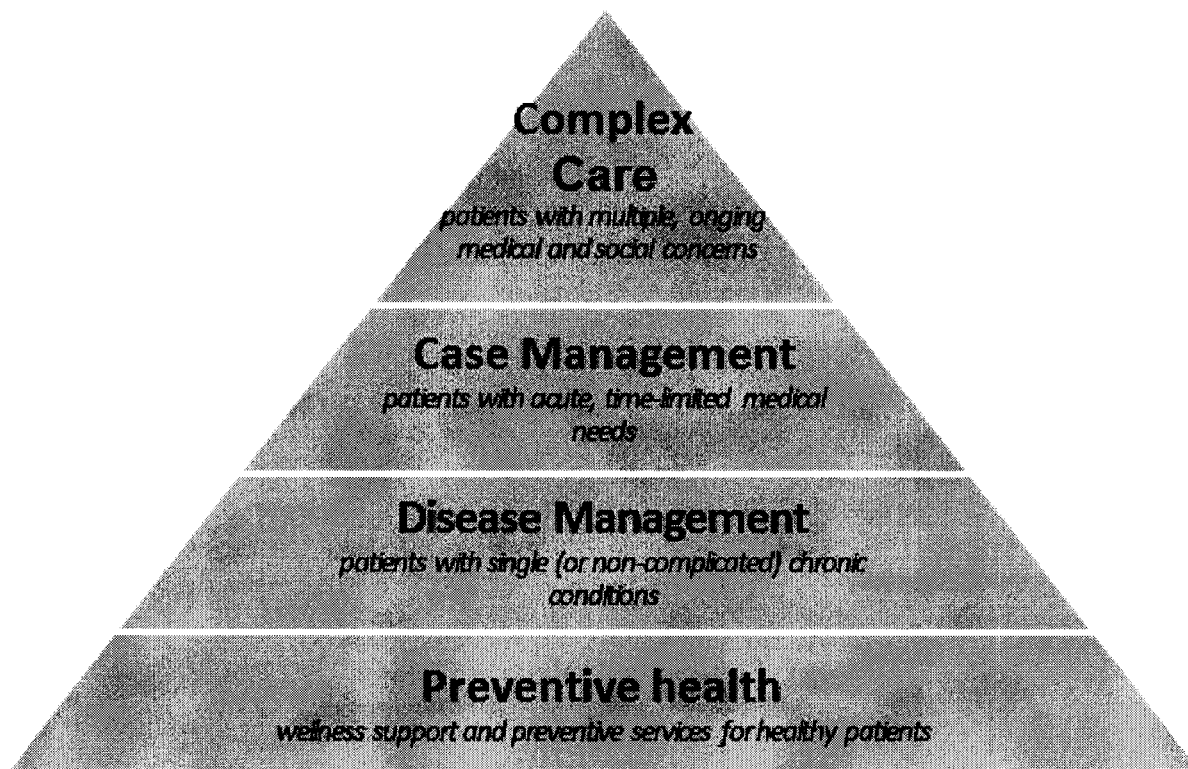 Complex
Care
patients with multiple, onging
medical and social concerns
Case Management
patients with acute, time-limited medical
needs
Disease Management
patients with single (or non-complicated) chronic
conditions
Preventive health
wellness support and preventive services for healthy patients